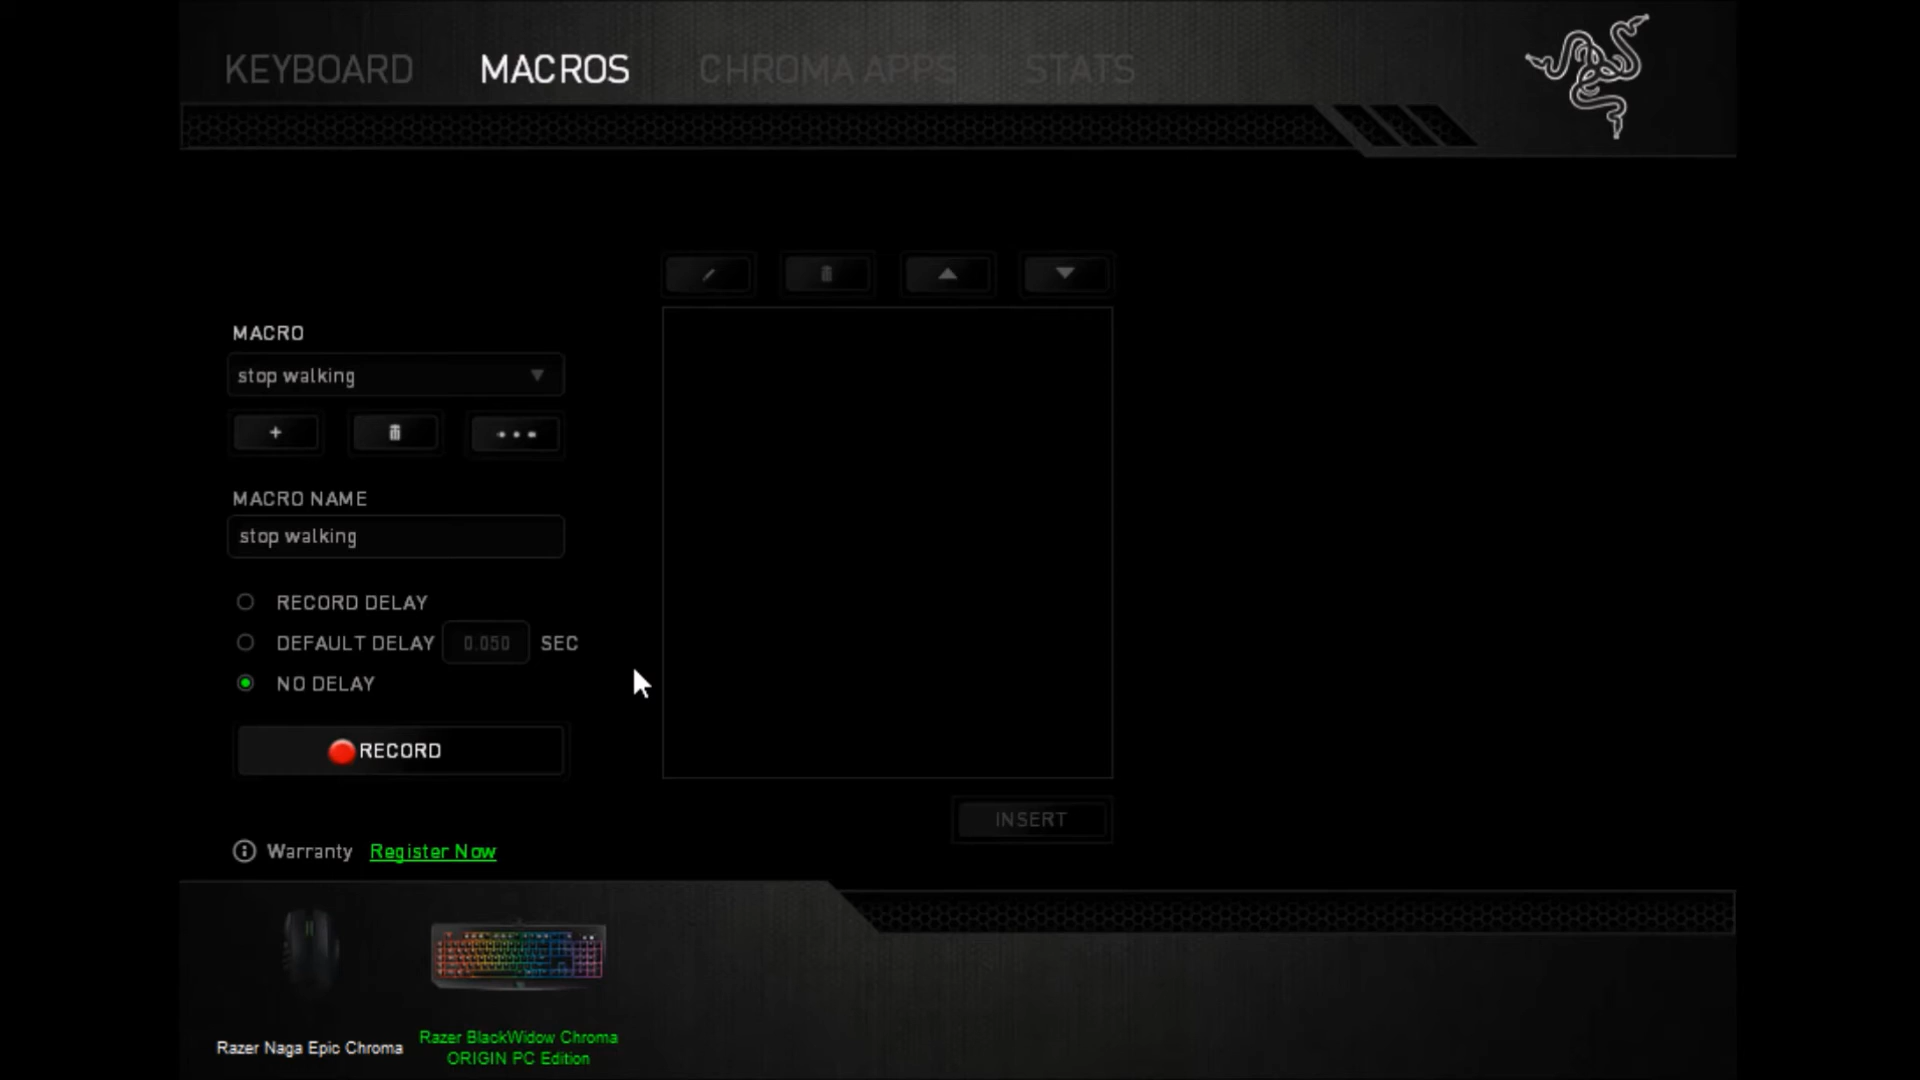 KEYBOARD MACROS CHROMA APPS STATS
MACRO
stop walking
MACRO NAME
stop walking
RECORD DELAY
DEFAULT DELAY 0.050 SEC
NO DELAY
RECORD
INSERT
Warranty Register Now
Razer Naga Epic Chroma
Razer BlackWidow Chroma
ORIGIN PC Edition